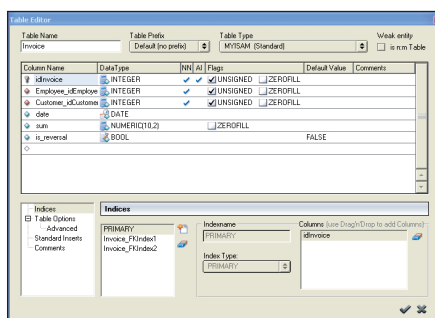 Table Editor
Table Name Table Prefix Table Type Weak entity
Invoice Default (no prefix) MYISAM (Standard) is n:m Table
Column Name DataType NN AI Flags Default Value Comments
idInvoice INTEGER UNSIGNED ZEROFILL
Employee_idEmploye INTEGER UNSIGNED ZEROFILL
Customer_idCustomer INTEGER UNSIGNED ZEROFILL
date DATE
sum NUMERIC(10,2) ZEROFILL
is_reversal BOOL FALSE
Indices
Table Options
Advanced
Standard Inserts
Comments
Indices
PRIMARY
Invoice_FKIndex1
Invoice_FKIndex2
Indexname
PRIMARY
Index Type:
PRIMARY
Columns (use Drag'n'Drop to add Columns)
idInvoice